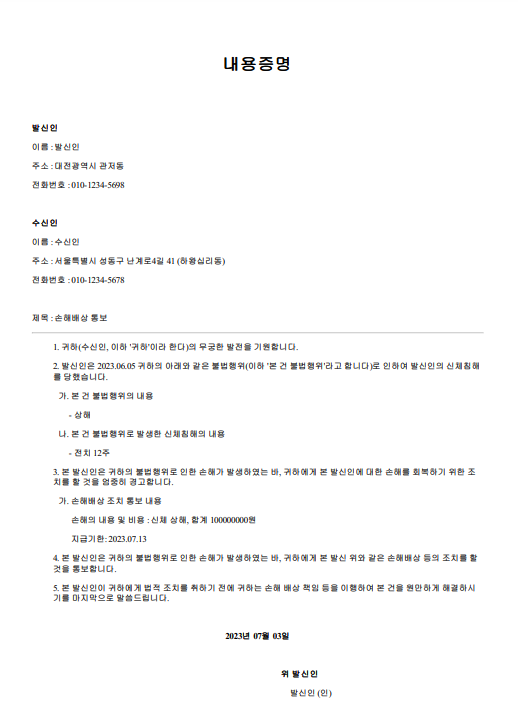 내용증명
발신인
이름 : 발신인
주소 : 대전광역시 관저동
전화번호 : 010-1234-5698
수신인
이름 : 수신인
주소 : 서울특별시 성동구 난계로4길 41 (하왕십리동)
전화번호 : 010-1234-5678
제목 : 손해배상 통보
1. 귀하(수신인, 이하 '귀하'이라 한다)의 무궁한 발전을 기원합니다.
2. 발신인은 2023.06.05 귀하의 아래와 같은 불법행위(이하 '본 건 불법행위'라고 합니다)로 인하여 발신인의 신체침해
를 당했습니다.
가. 본 건 불법행위의 내용
- 상해
나. 본 건 불법행위로 발생한 신체침해의 내용
- 전치 12주
3. 본 발신인은 귀하의 불법행위로 인한 손해가 발생하였는 바, 귀하에게 본 발신인에 대한 손해를 회복하기 위한 조
치를 할 것을 엄중히 경고합니다.
가. 손해배상 조치 통보 내용
손해의 내용 및 비용 : 신체 상해, 합계 100000000원
지급기한: 2023.07.13
4. 본 발신인은 귀하의 불법행위로 인한 손해가 발생하였는 바, 귀하에게 본 발신 위와 같은 손해배상 등의 조치를 할
것을 통보합니다.
5. 본 발신인이 귀하에게 법적 조치를 취하기 전에 귀하는 손해 배상 책임 등을 이행하여 본 건을 원만하게 해결하시
기를 마지막으로 말씀드립니다.
2023년 07월 03일
위 발신인
발신인 (인)